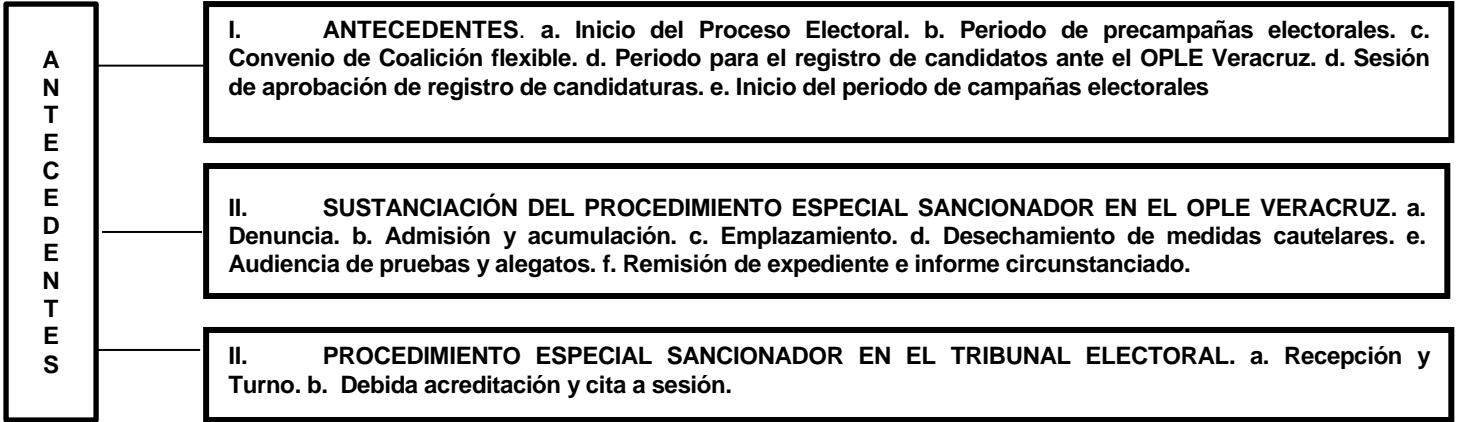 A
N
T
E
C
E
D
E
N
T
E
S
I. ANTECEDENTES. a. Inicio del Proceso Electoral. b. Periodo de precampañas electorales. c.
Convenio de Coalición flexible. d. Periodo para el registro de candidatos ante el OPLE Veracruz. d. Sesión
de aprobación de registro de candidaturas. e. Inicio del periodo de campañas electorales
II. SUSTANCIACIÓN DEL PROCEDIMIENTO ESPECIAL SANCIONADOR EN EL OPLE VERACRUZ. a.
Denuncia. b. Admisión y acumulación. c. Emplazamiento. d. Desechamiento de medidas cautelares. e.
Audiencia de pruebas y alegatos. f. Remisión de expediente e informe circunstanciado.
II. PROCEDIMIENTO ESPECIAL SANCIONADOR EN EL TRIBUNAL ELECTORAL. a. Recepción y
Turno. b. Debida acreditación y cita a sesión.